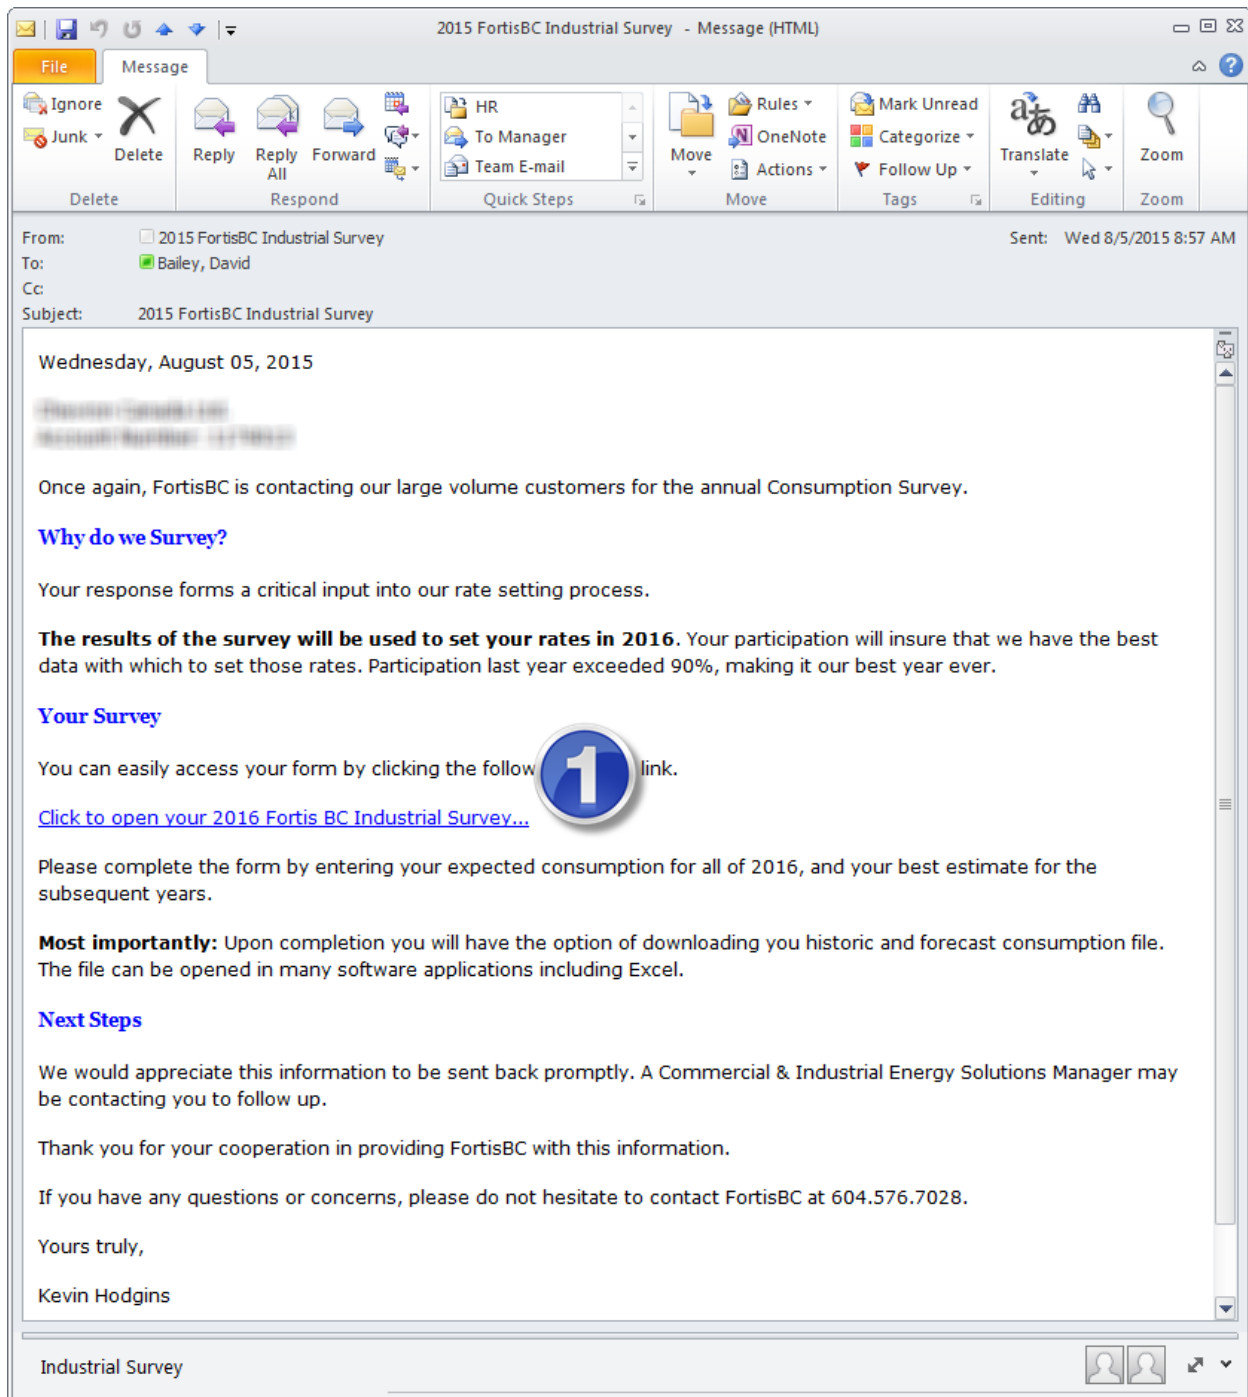 2015 FortisBC Industrial Survey - Message (HTML)
File Message
Ignore
Junk
Delete
Delete
Reply
Reply All
Forward
Respond
HR
To Manager
Team E-mail
Quick Steps
Move
Rules
OneNote
Actions
Move
Mark Unread
Categorize
Follow Up
Tags
Translate
Editing
Zoom
Zoom
From: 2015 FortisBC Industrial Survey Sent: Wed 8/5/2015 8:57 AM
To: Bailey, David
Cc:
Subject: 2015 FortisBC Industrial Survey
Wednesday, August 05, 2015
Once again, FortisBC is contacting our large volume customers for the annual Consumption Survey.
Why do we Survey?
Your response forms a critical input into our rate setting process.
The results of the survey will be used to set your rates in 2016. Your participation will insure that we have the best
data with which to set those rates. Participation last year exceeded 90%, making it our best year ever.
Your Survey
You can easily access your form by clicking the follow link.
1
Click to open your 2016 Fortis BC Industrial Survey...
Please complete the form by entering your expected consumption for all of 2016, and your best estimate for the
subsequent years.
Most importantly: Upon completion you will have the option of downloading you historic and forecast consumption file.
The file can be opened in many software applications including Excel.
Next Steps
We would appreciate this information to be sent back promptly. A Commercial & Industrial Energy Solutions Manager may
be contacting you to follow up.
Thank you for your cooperation in providing FortisBC with this information.
If you have any questions or concerns, please do not hesitate to contact FortisBC at 604.576.7028.
Yours truly,
Kevin Hodgins
Industrial Survey